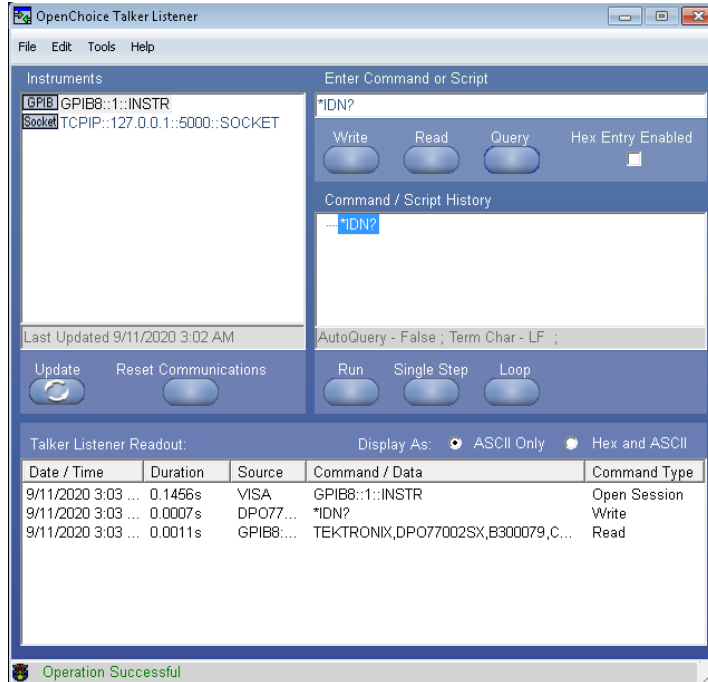 OpenChoice Talker Listener
File Edit Tools Help
Instruments
GPIB GPIB8::1::INSTR
Socket TCPIP::127.0.0.1::5000::SOCKET
Last Updated 9/11/2020 3:02 AM
Update Reset Communications
Enter Command or Script
*IDN?
Write Read Query Hex Entry Enabled
Command / Script History
*IDN?
AutoQuery - False ; Term Char - LF ;
Run Single Step Loop
Talker Listener Readout: Display As: ASCII Only Hex and ASCII
Date / Time Duration Source Command / Data Command Type
9/11/2020 3:03 ... 0.1456s VISA GPIB8::1::INSTR Open Session
9/11/2020 3:03 ... 0.0007s DPO77... *IDN? Write
9/11/2020 3:03 ... 0.0011s GPIB8:... TEKTRONIX,DPO77002SX,B300079,C... Read
Operation Successful